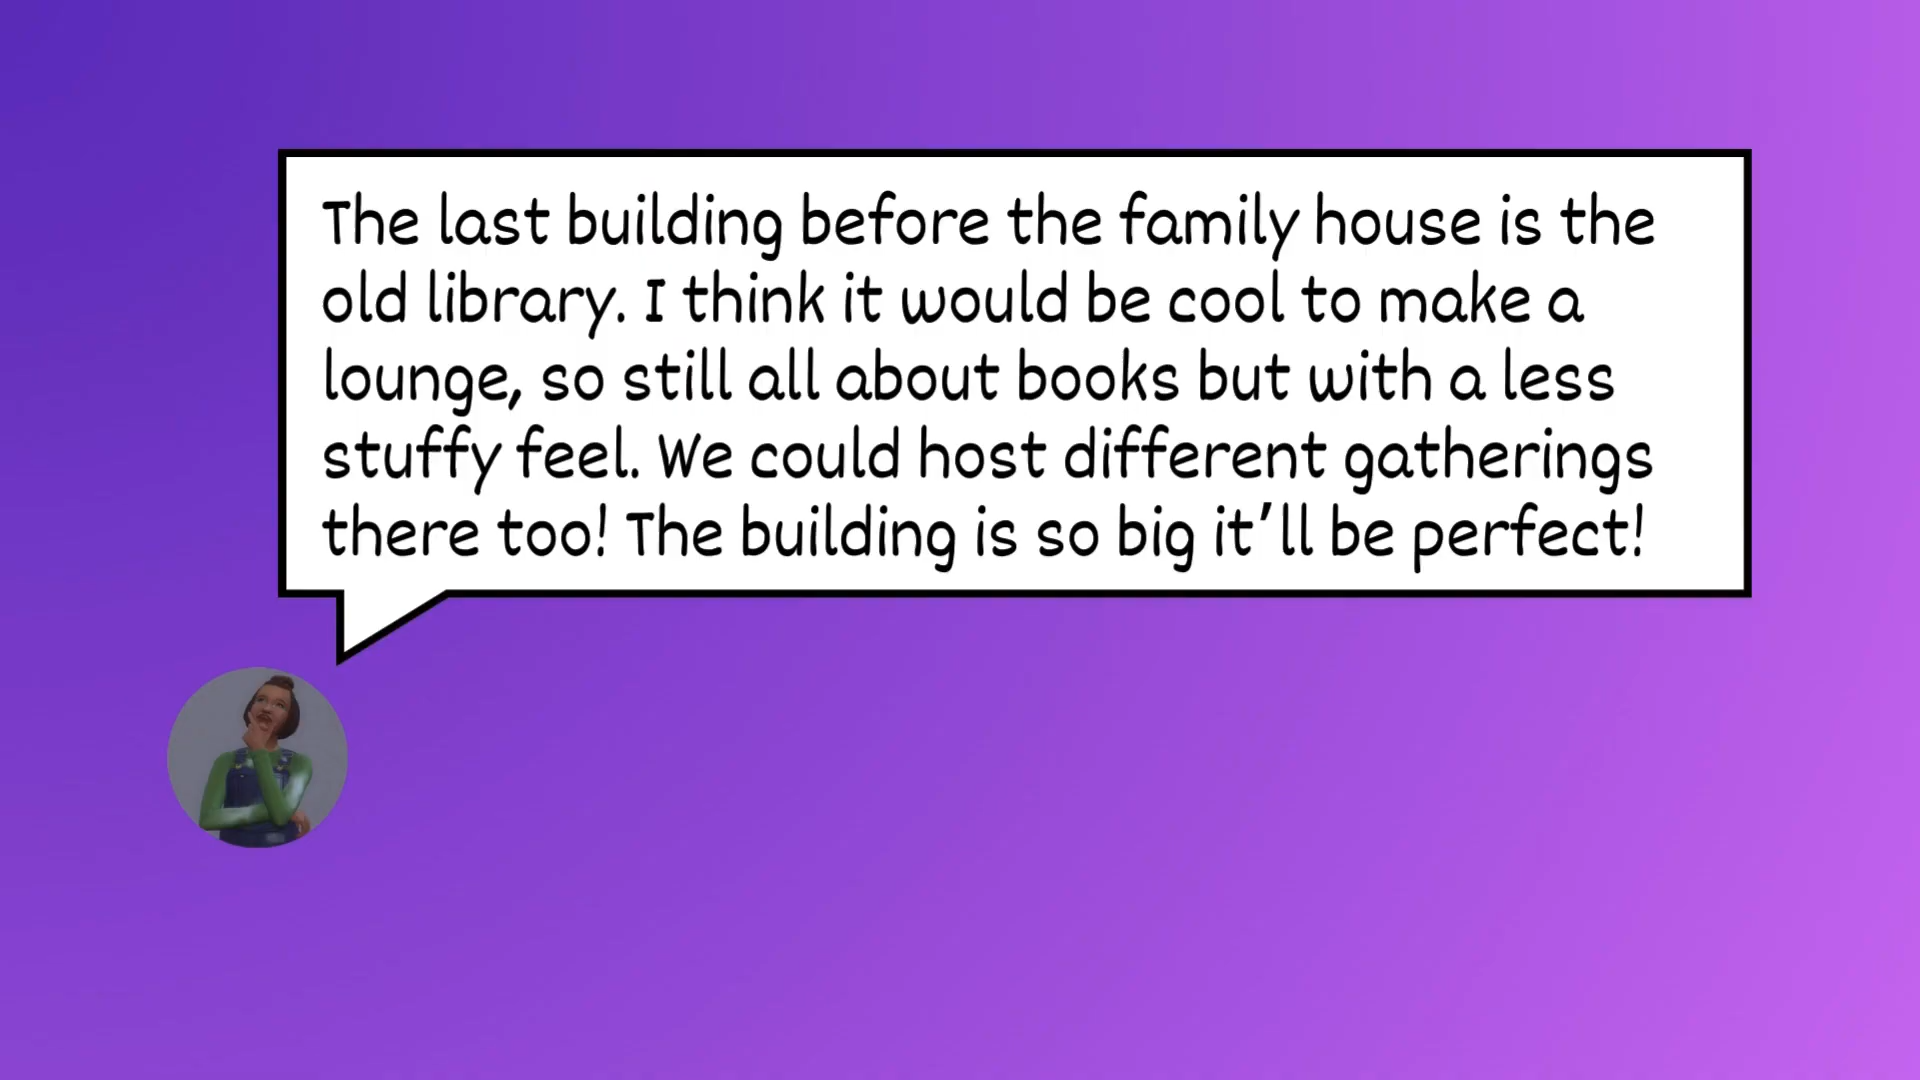 The last building before the family house is the
old library. I think it would be cool to make a
lounge, so still all about books but with a less
stuffy feel. We could host different gatherings
there too! The building is so big it'll be perfect!